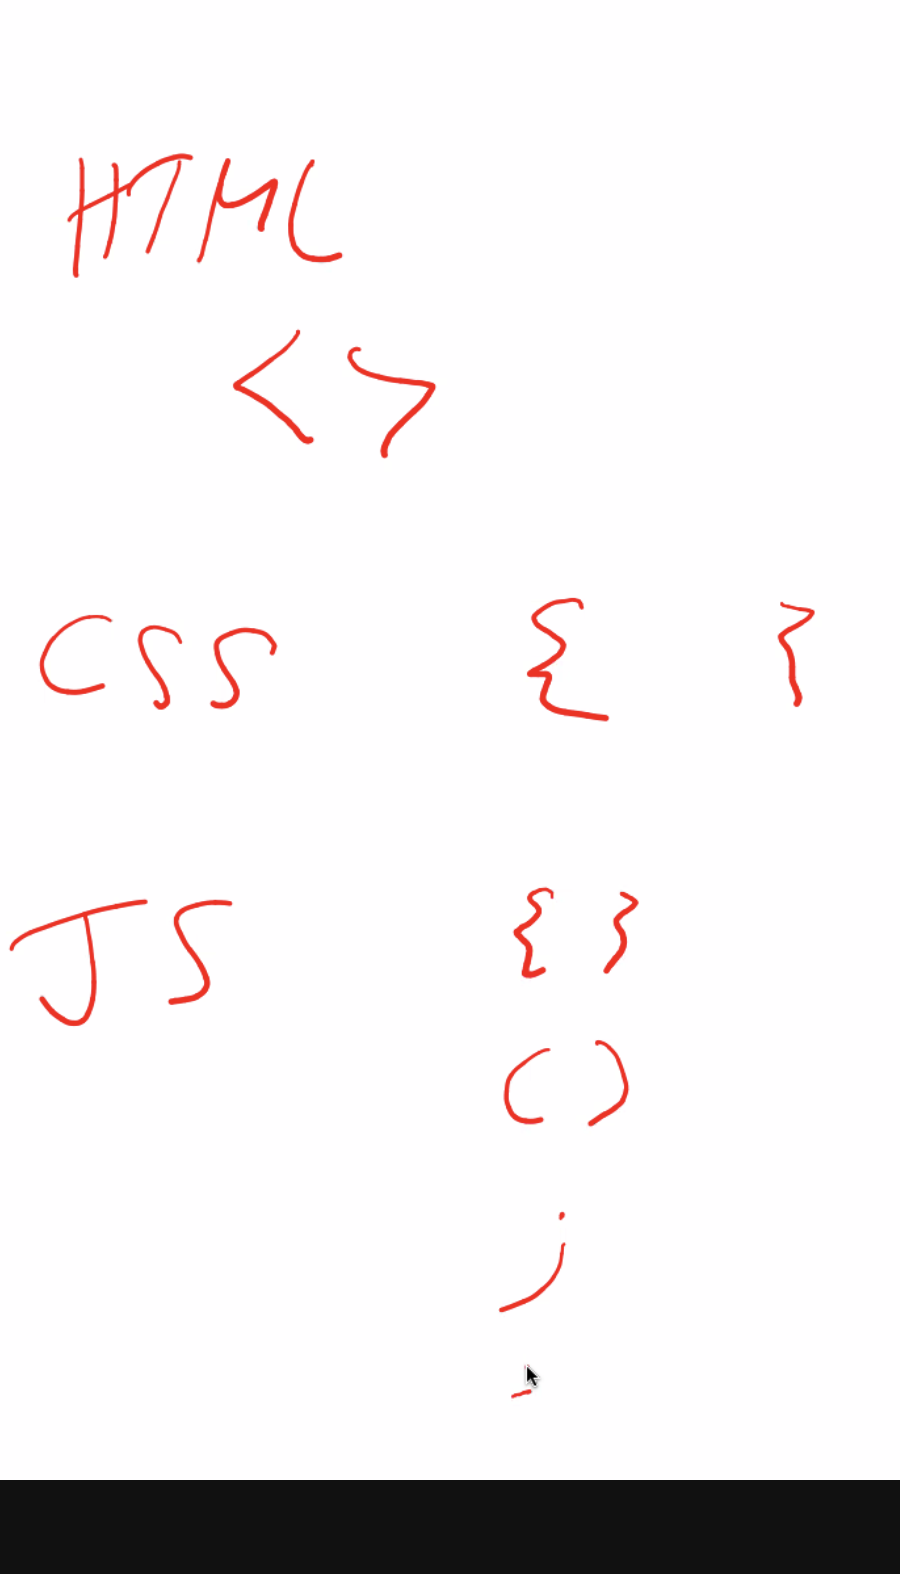 HTML
< >
CSS { }
JS { }
( )
;